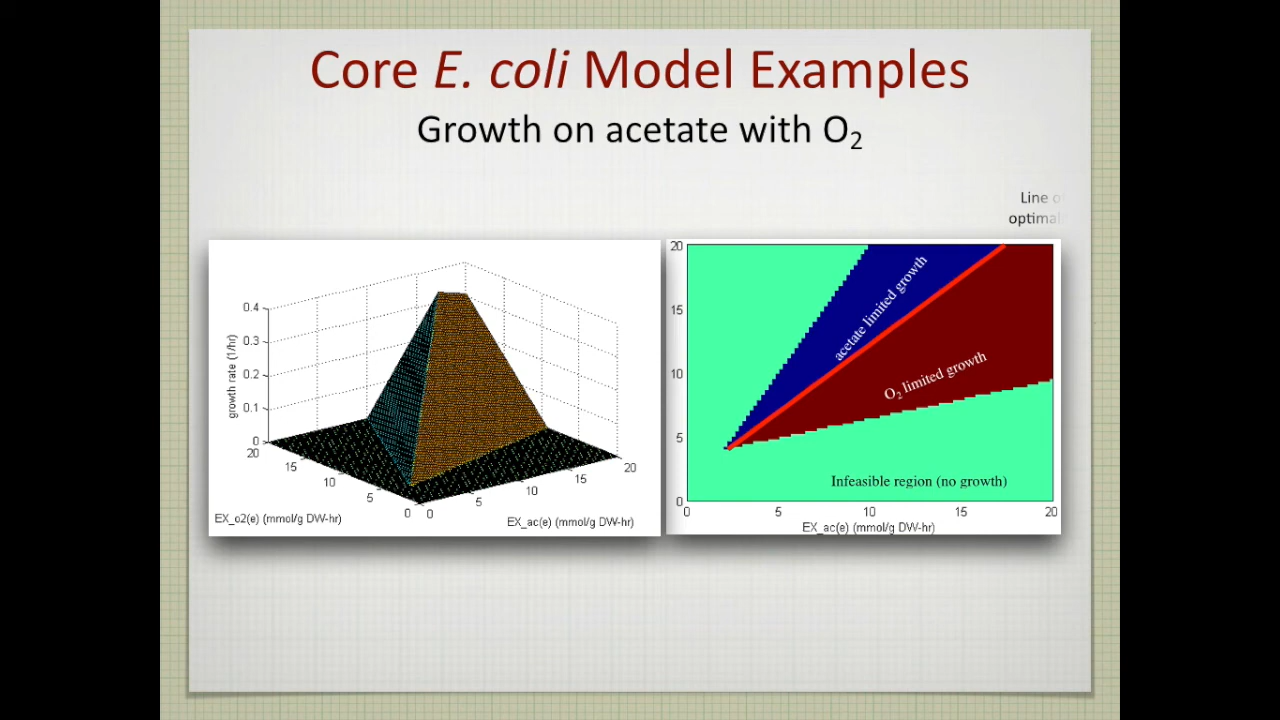 Core E. coli Model Examples
Growth on acetate with O₂
Line o
optimal
0.4
0.3
0.2
0.1
0
growth rate (1/hr)
20
15
10
5
0
EX_o2(e) (mmol/g DW-hr)
0
5
10
15
20
EX_ac(e) (mmol/g DW-hr)
20
15
10
5
0
acetate limited growth
O₂ limited growth
Infeasible region (no growth)
0
5
10
15
20
EX_ac(e) (mmol/g DW-hr)